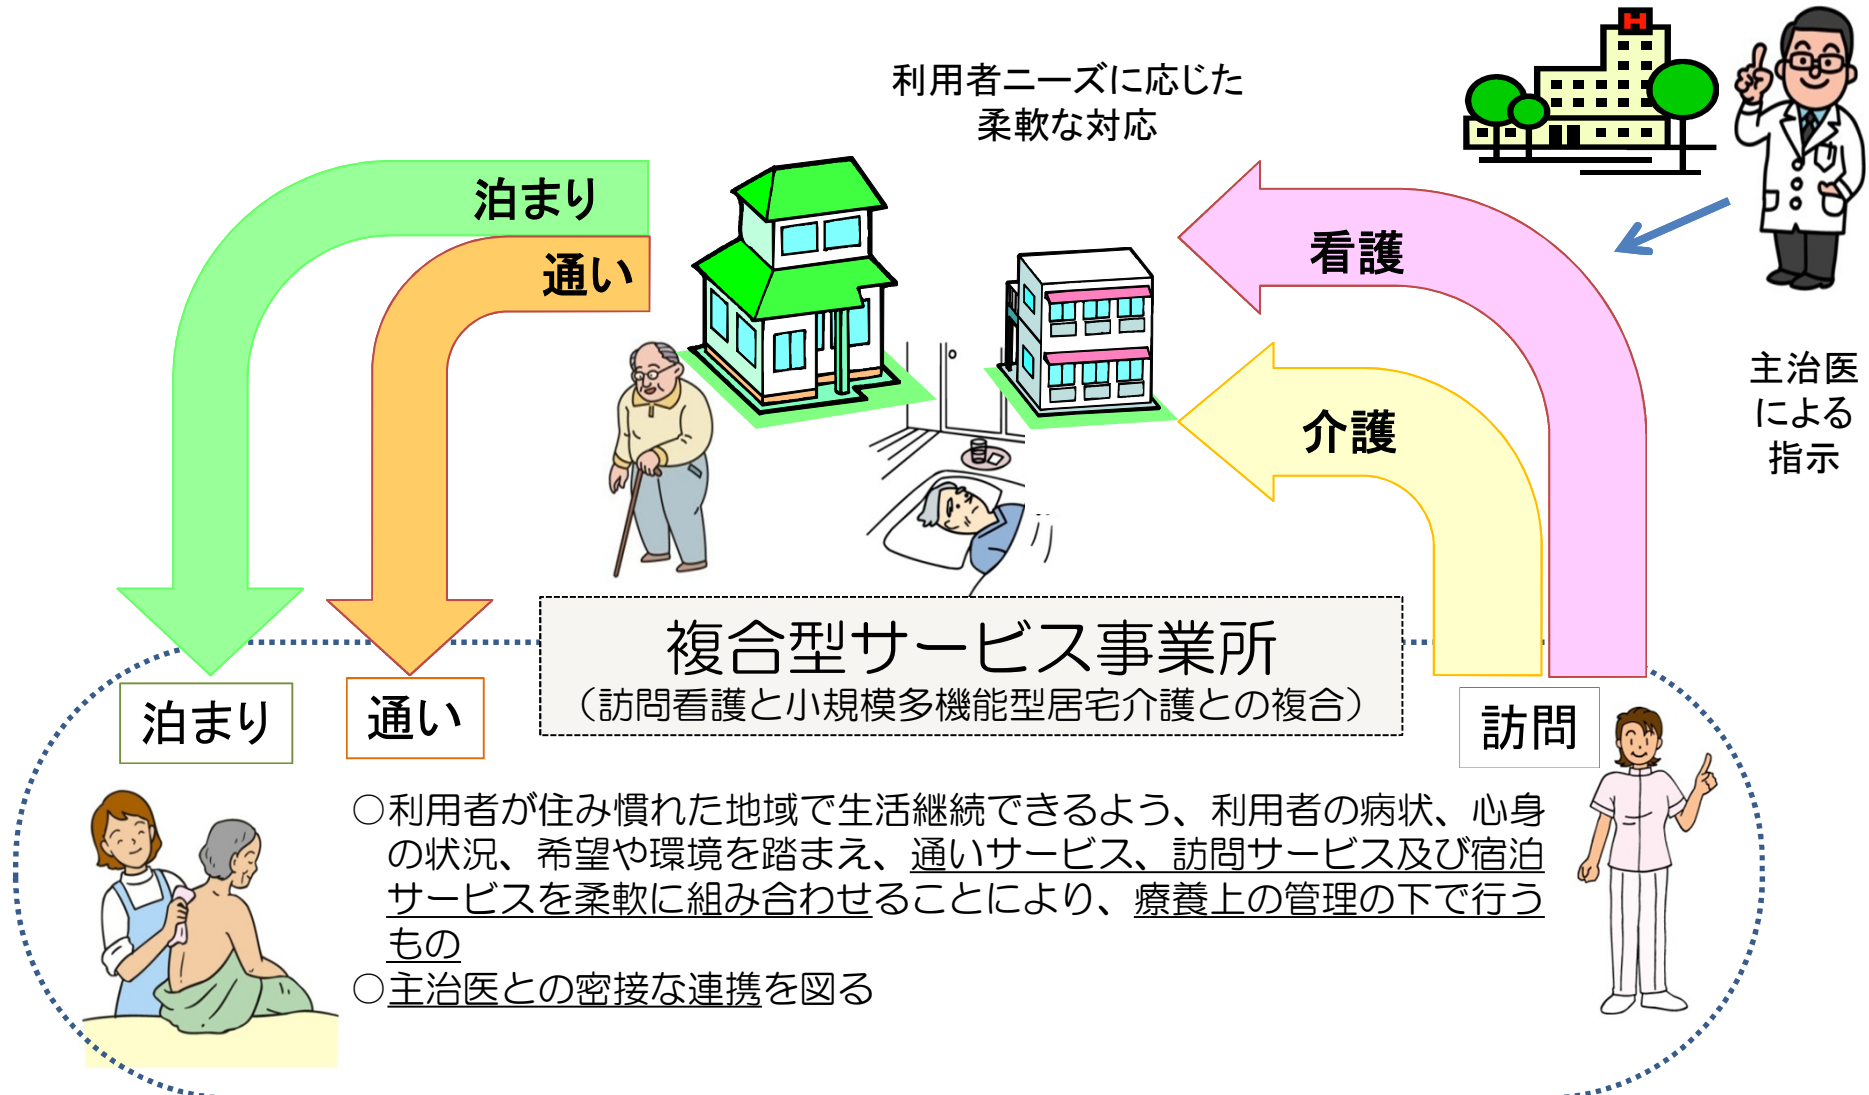 利用者ニーズに応じた
柔軟な対応
H
泊まり
通い
看護
介護
主治医
による
指示
複合型サービス事業所
（訪問看護と小規模多機能型居宅介護との複合）
泊まり
通い
訪問
○利用者が住み慣れた地域で生活継続できるよう、利用者の病状、心身
の状況、希望や環境を踏まえ、通いサービス、訪問サービス及び宿泊
サービスを柔軟に組み合わせることにより、療養上の管理の下で行う
もの
○主治医との密接な連携を図る